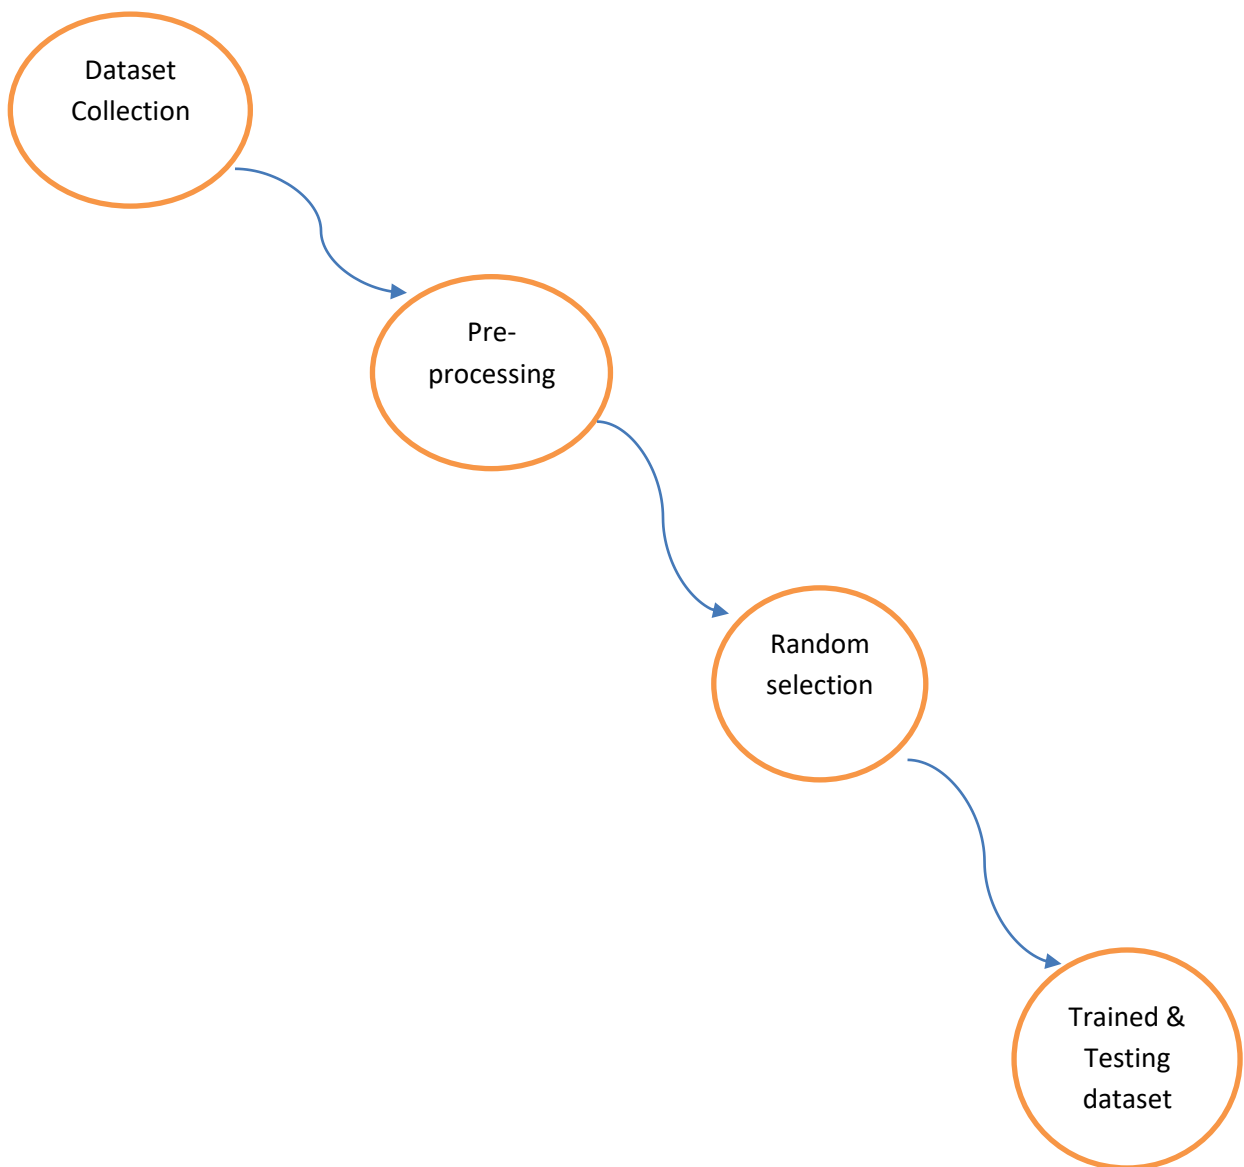 Dataset
Collection
Pre-
processing
Random
selection
Trained &
Testing
dataset